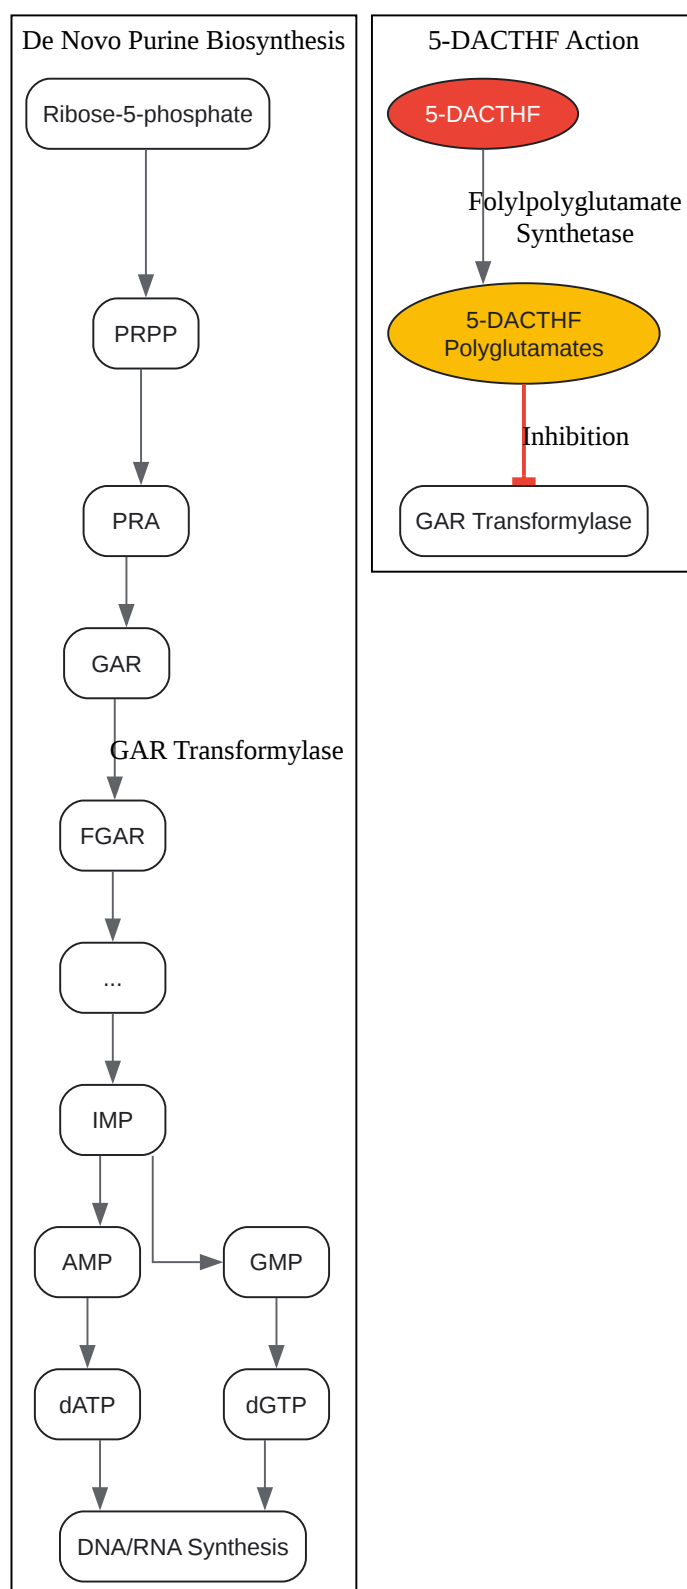 De Novo Purine Biosynthesis
Ribose-5-phosphate
PRPP
PRA
GAR
GAR Transformylase
FGAR
...
IMP
AMP
GMP
dATP
dGTP
DNA/RNA Synthesis
5-DACTHF Action
5-DACTHF
Folylpolyglutamate
Synthetase
5-DACTHF
Polyglutamates
Inhibition
GAR Transformylase